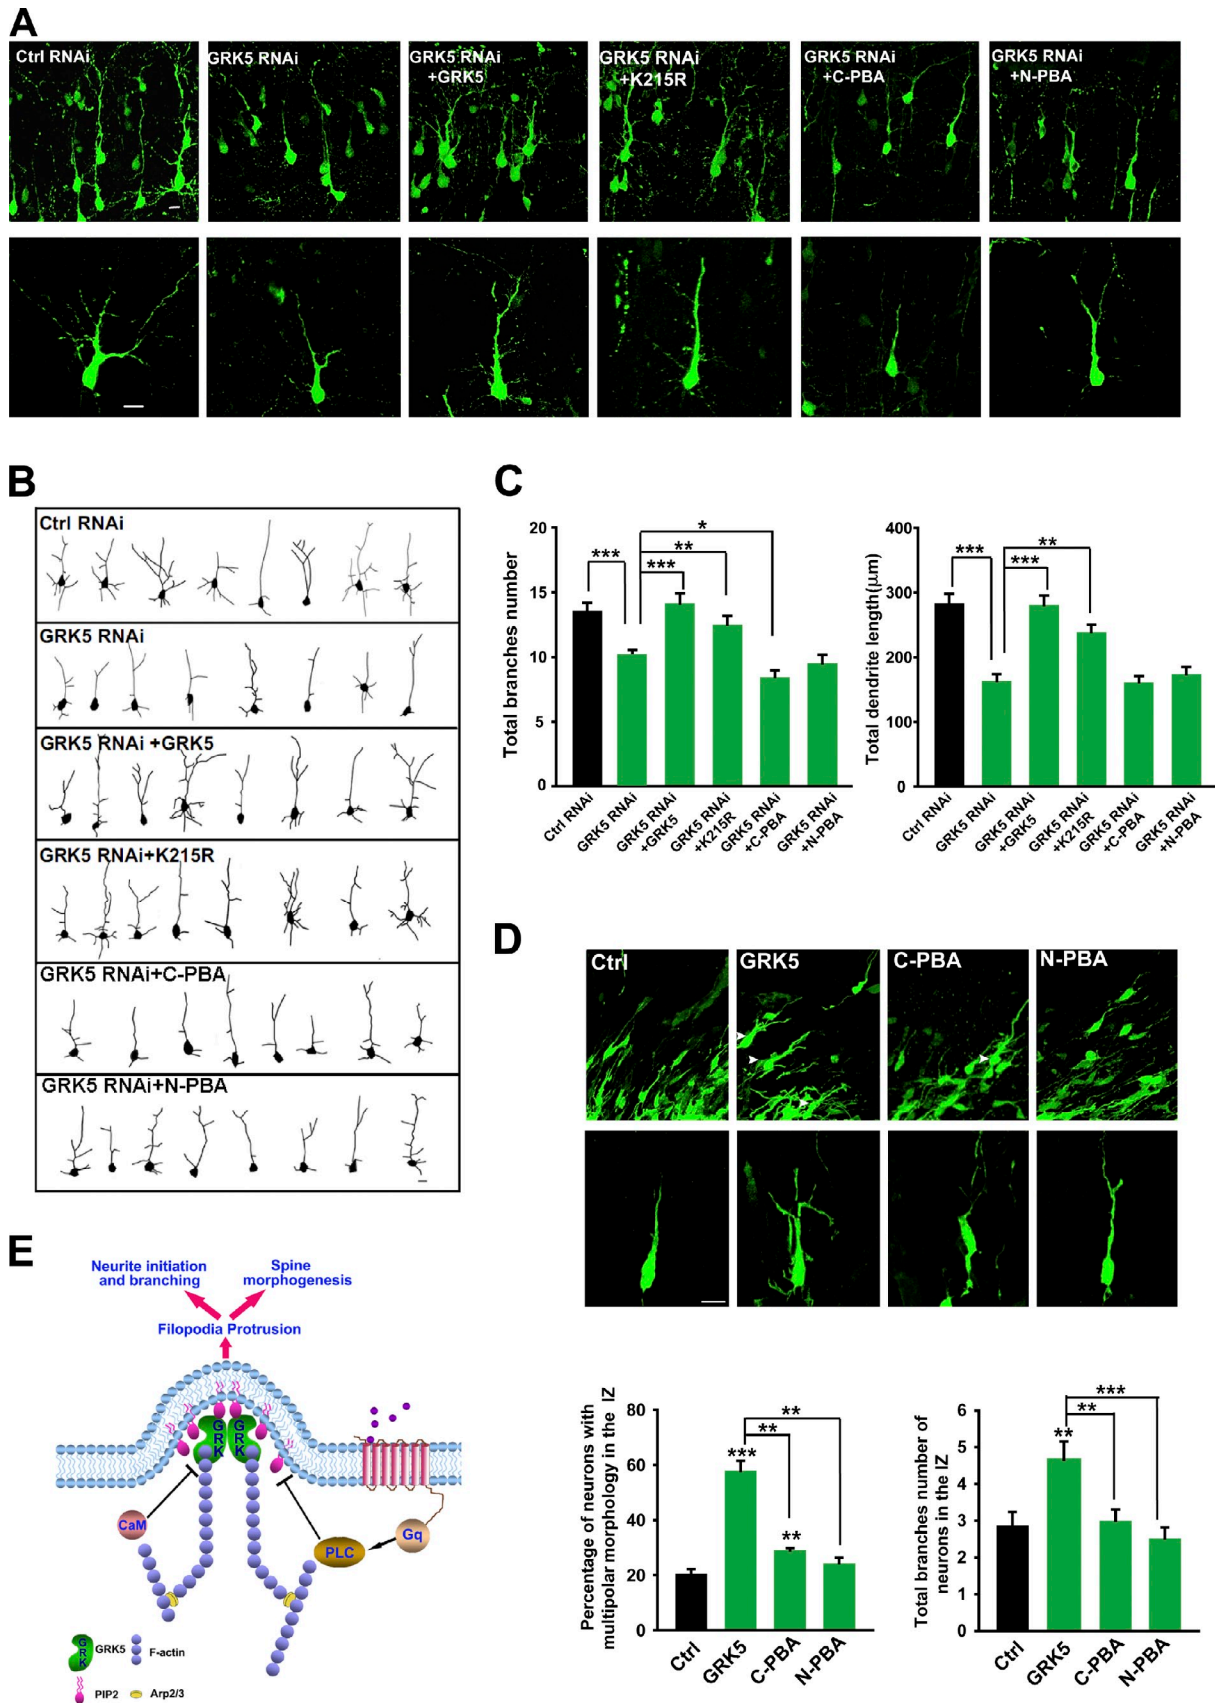 A
Ctrl RNAi
GRK5 RNAi
GRK5 RNAi
+GRK5
GRK5 RNAi
+K215R
GRK5 RNAi
+C-PBA
GRK5 RNAi
+N-PBA
B
Ctrl RNAi
GRK5 RNAi
GRK5 RNAi +GRK5
GRK5 RNAi+K215R
GRK5 RNAi+C-PBA
GRK5 RNAi+N-PBA
C
Total branches number
20
15
10
5
0
***
***
**
*
Ctrl RNAi
GRK5 RNAi
GRK5 RNAi
+GRK5
GRK5 RNAi
+K215R
GRK5 RNAi
+C-PBA
GRK5 RNAi
+N-PBA
Total dendrite length(μm)
400
300
200
100
0
***
***
**
Ctrl RNAi
GRK5 RNAi
GRK5 RNAi
+GRK5
GRK5 RNAi
+K215R
GRK5 RNAi
+C-PBA
GRK5 RNAi
+N-PBA
D
Ctrl
GRK5
C-PBA
N-PBA
Percentage of neurons with
multipolar morphology in the IZ
80
60
40
20
0
***
**
**
**
Ctrl
GRK5
C-PBA
N-PBA
Total branches number of
neurons in the IZ
6
5
4
3
2
1
0
**
**
***
Ctrl
GRK5
C-PBA
N-PBA
E
Neurite initiation
and branching
Spine
morphogenesis
Filopodia Protrusion
GRK
GRK
CaM
PLC
Gq
GRK
GRK5
F-actin
PIP2
Arp2/3